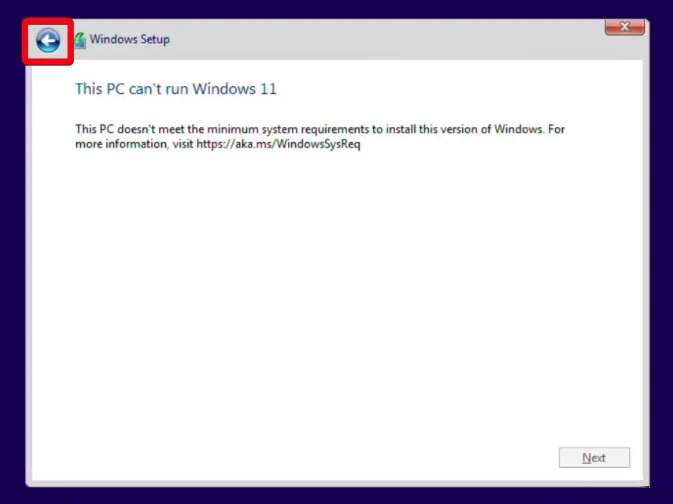 Windows Setup
This PC can't run Windows 11
This PC doesn't meet the minimum system requirements to install this version of Windows. For
more information, visit https://aka.ms/WindowsSysReq
Next